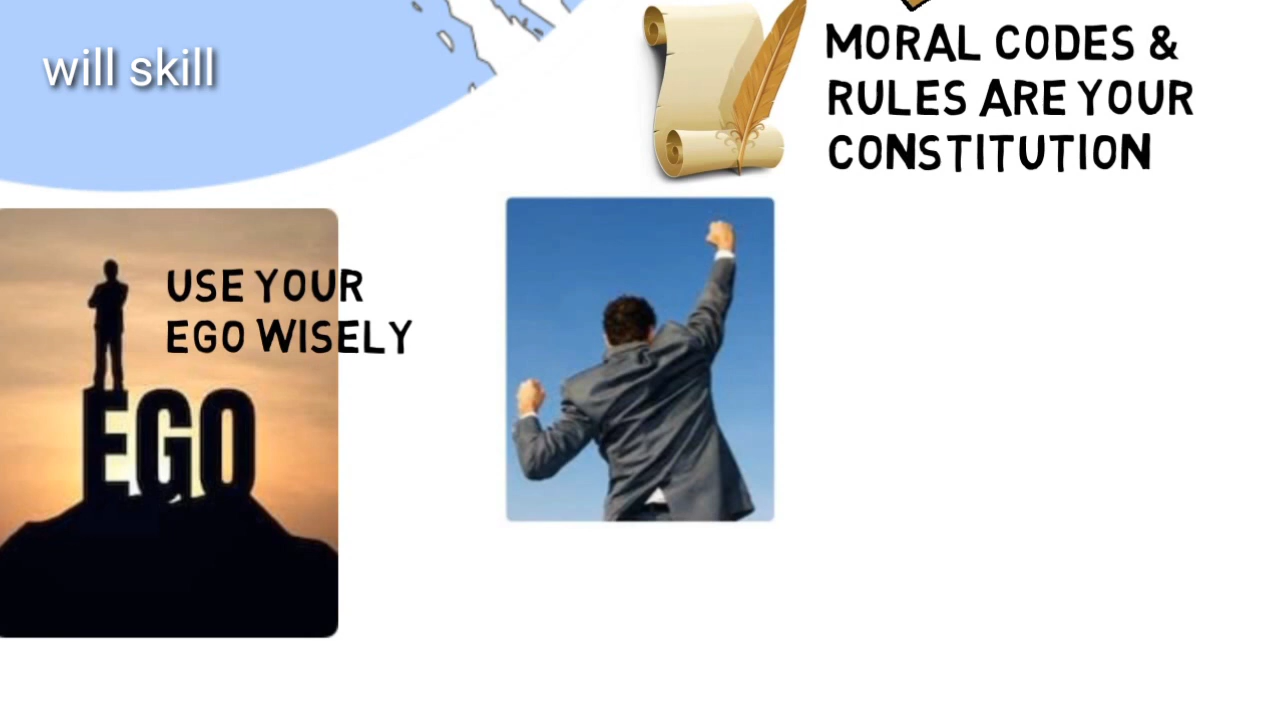 will skill
MORAL CODES &
RULES ARE YOUR
CONSTITUTION
USE YOUR
EGO WISELY
EGO